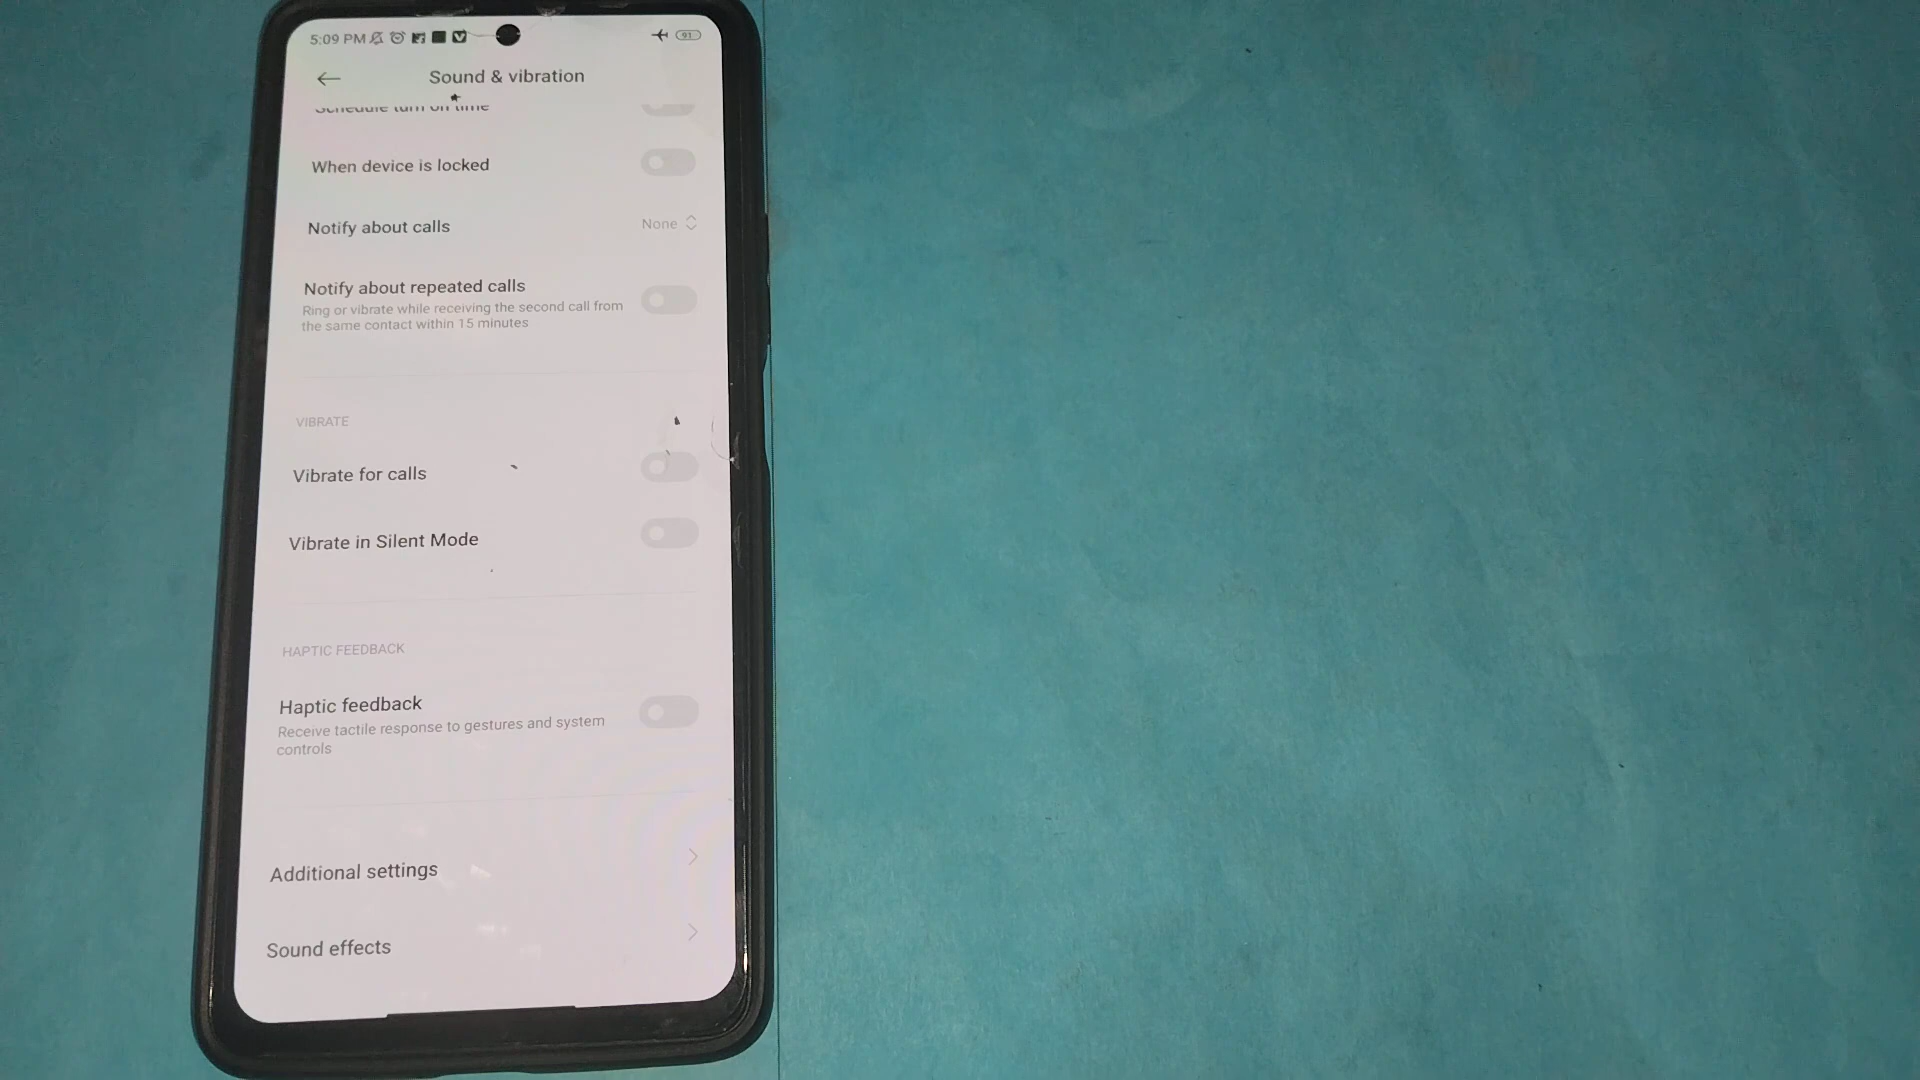 5:09 PM
91
Sound & vibration
Schedule turn on time
When device is locked
Notify about calls
None
Notify about repeated calls
Ring or vibrate while receiving the second call from
the same contact within 15 minutes
VIBRATE
Vibrate for calls
Vibrate in Silent Mode
HAPTIC FEEDBACK
Haptic feedback
Receive tactile response to gestures and system
controls
Additional settings
Sound effects